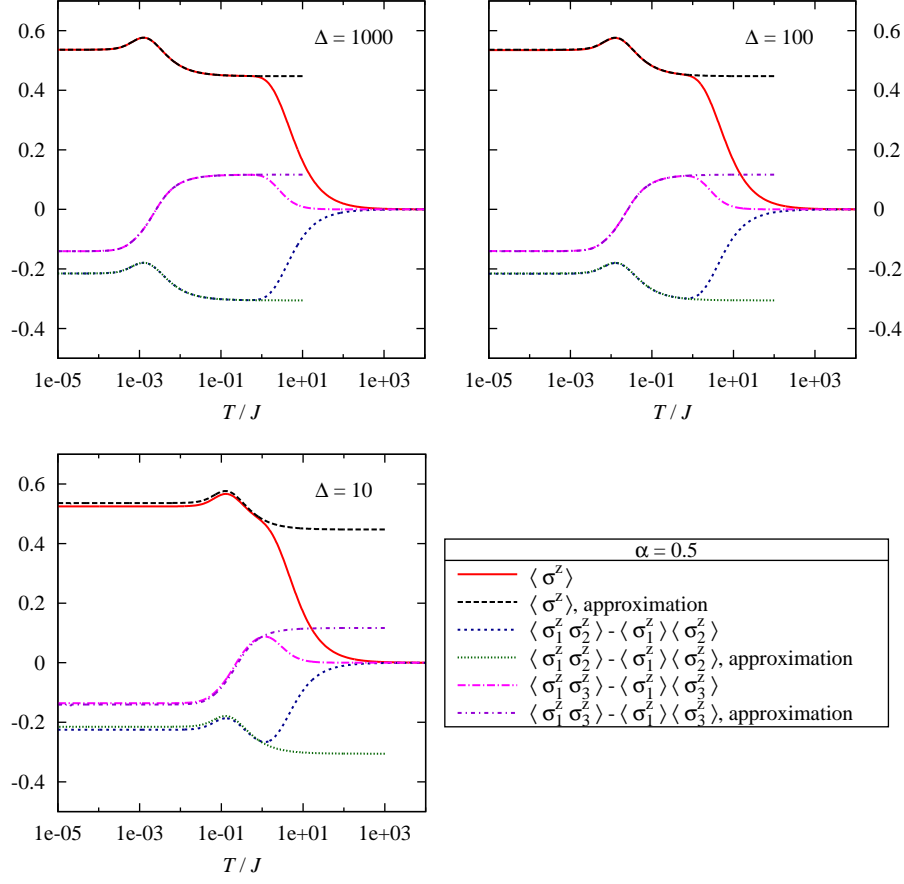 0.6
0.4
0.2
0
-0.2
-0.4
Δ = 1000
1e-05 1e-03 1e-01 1e+01 1e+03
T / J
Δ = 100
0.6
0.4
0.2
0
-0.2
-0.4
1e-05 1e-03 1e-01 1e+01 1e+03
T / J
0.6
0.4
0.2
0
-0.2
-0.4
Δ = 10
1e-05 1e-03 1e-01 1e+01 1e+03
T / J
α = 0.5
⟨ σ^z ⟩
⟨ σ^z ⟩, approximation
⟨ σ_1^z σ_2^z ⟩ - ⟨ σ_1^z ⟩ ⟨ σ_2^z ⟩
⟨ σ_1^z σ_2^z ⟩ - ⟨ σ_1^z ⟩ ⟨ σ_2^z ⟩, approximation
⟨ σ_1^z σ_3^z ⟩ - ⟨ σ_1^z ⟩ ⟨ σ_3^z ⟩
⟨ σ_1^z σ_3^z ⟩ - ⟨ σ_1^z ⟩ ⟨ σ_3^z ⟩, approximation